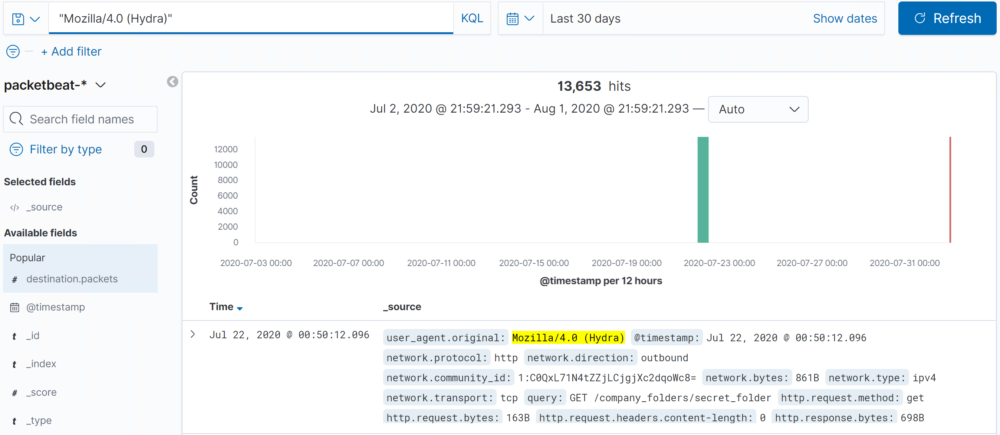 "Mozilla/4.0 (Hydra)" KQL Last 30 days Show dates Refresh
+ Add filter
packetbeat-*
Search field names
Filter by type 0
Selected fields
_source
Available fields
Popular
# destination.packets
@timestamp
t _id
t _index
# _score
t _type
13,653 hits
Jul 2, 2020 @ 21:59:21.293 - Aug 1, 2020 @ 21:59:21.293 — Auto
Count
12000
10000
8000
6000
4000
2000
0
2020-07-03 00:00 2020-07-07 00:00 2020-07-11 00:00 2020-07-15 00:00 2020-07-19 00:00 2020-07-23 00:00 2020-07-27 00:00 2020-07-31 00:00
@timestamp per 12 hours
Time _source
Jul 22, 2020 @ 00:50:12.096 user_agent.original: Mozilla/4.0 (Hydra) @timestamp: Jul 22, 2020 @ 00:50:12.096
network.protocol: http network.direction: outbound
network.community_id: 1:C0QxL71N4tZZjLCjgjXc2dqoWc8= network.bytes: 861B network.type: ipv4
network.transport: tcp query: GET /company_folders/secret_folder http.request.method: get
http.request.bytes: 163B http.request.headers.content-length: 0 http.response.bytes: 698B